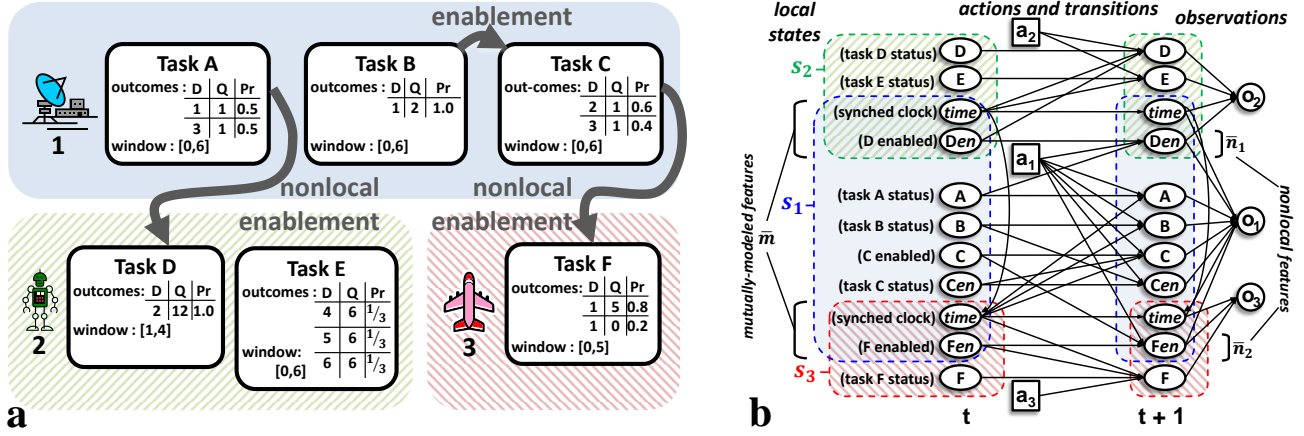 enablement
Task A
outcomes: D Q Pr
1 1 0.5
3 1 0.5
window : [0,6]
Task B
outcomes: D Q Pr
1 2 1.0
window : [0,6]
Task C
out-comes: D Q Pr
2 1 0.6
3 1 0.4
window : [0,6]
1
nonlocal
enablement
nonlocal
enablement
Task D
outcomes: D Q Pr
2 12 1.0
window : [1,4]
2
Task E
outcomes: D Q Pr
4 6 1/3
5 6 1/3
6 6 1/3
window:
[0,6]
3
Task F
outcomes: D Q Pr
1 5 0.8
1 0 0.2
window : [0,5]
a
local
states
actions and transitions
observations
s2
(task D status) D
(task E status) E
(synched clock) time
(D enabled) Den
s1
(task A status) A
(task B status) B
(C enabled) C
(task C status) Cen
(synched clock) time
(F enabled) Fen
s3
(task F status) F
mutually-modeled features
m̄
a2
a1
a3
D
E
time
Den
A
B
C
Cen
time
Fen
F
o2
n̄1
o1
o3
n̄2
nonlocal features
b
t
t + 1